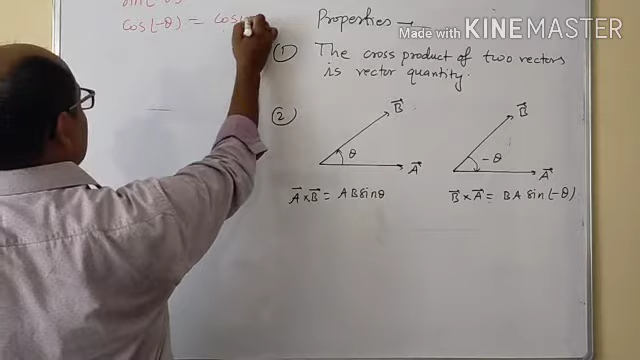 cos(-θ) = cos
Properties →
Made with KINEMASTER
① The cross product of two vectors
is vector quantity.
②
B⃗
θ
A⃗
B⃗
-θ
A⃗
A⃗ × B⃗ = AB sinθ
B⃗ × A⃗ = BA sin(-θ)